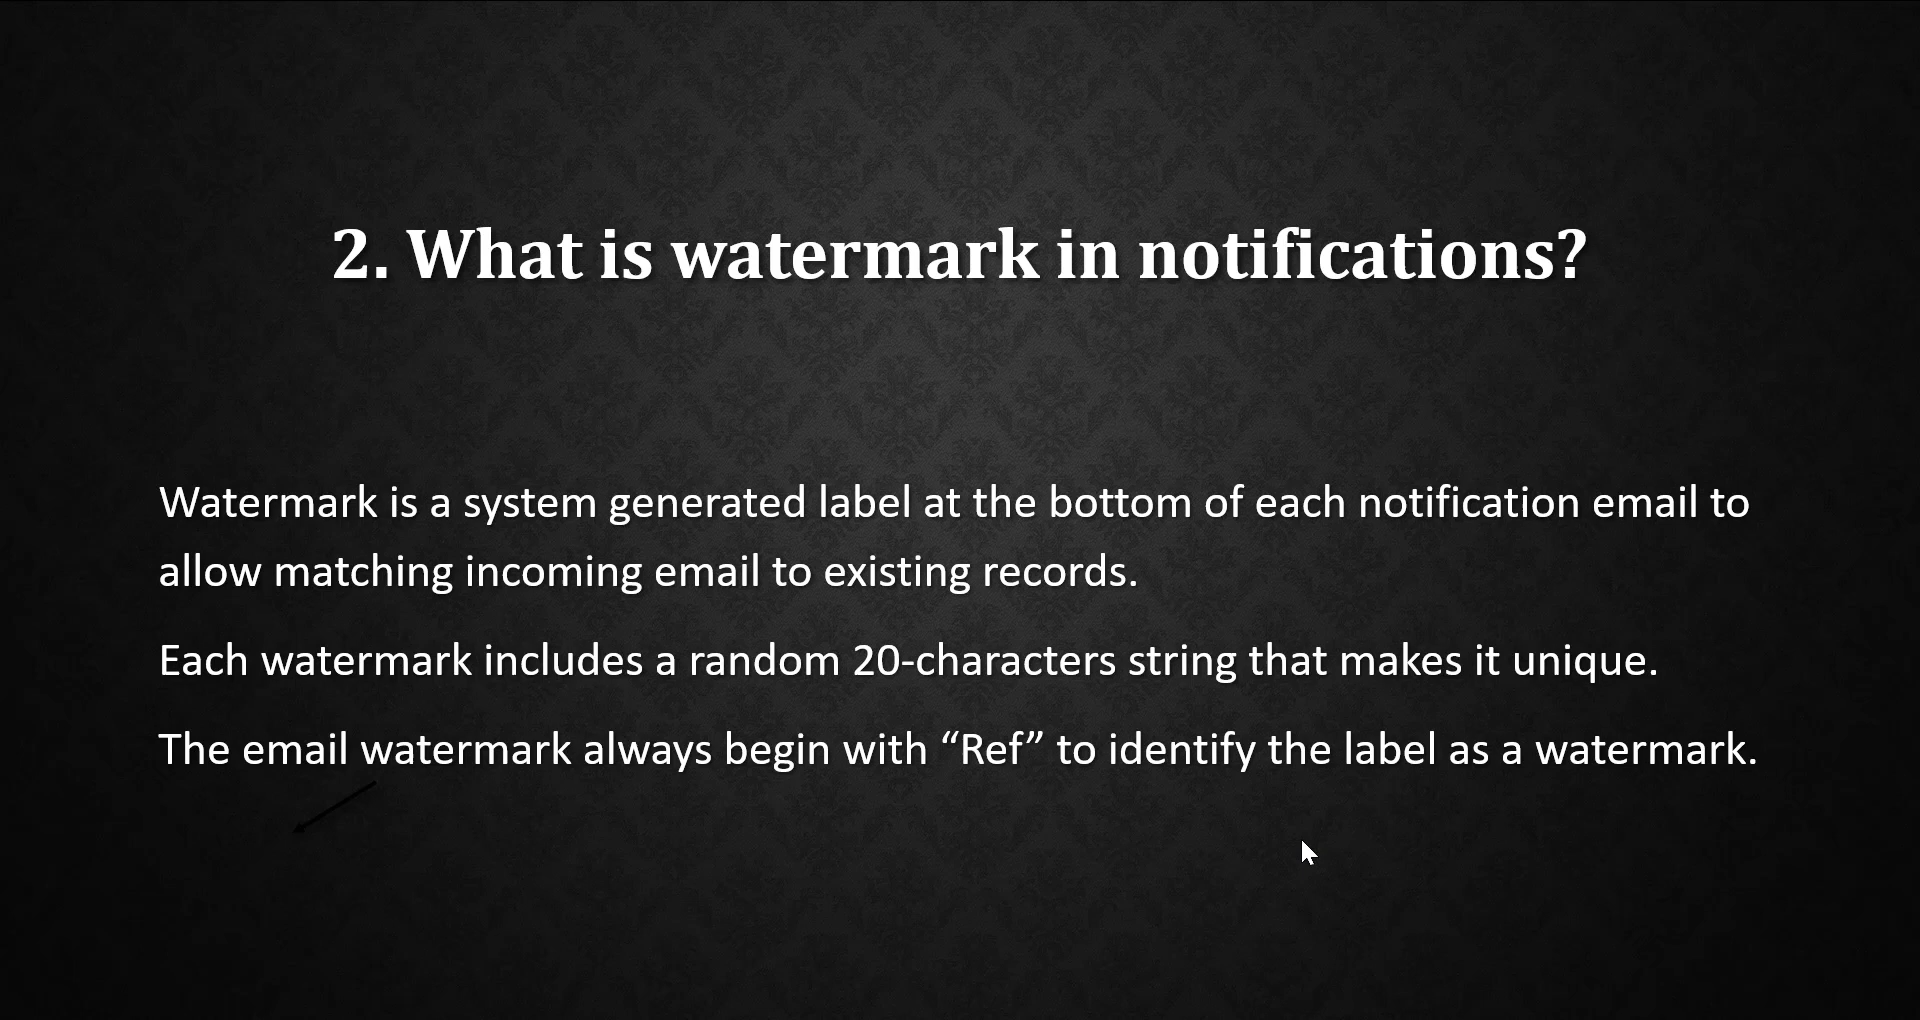 2. What is watermark in notifications?
Watermark is a system generated label at the bottom of each notification email to
allow matching incoming email to existing records.
Each watermark includes a random 20-characters string that makes it unique.
The email watermark always begin with “Ref” to identify the label as a watermark.